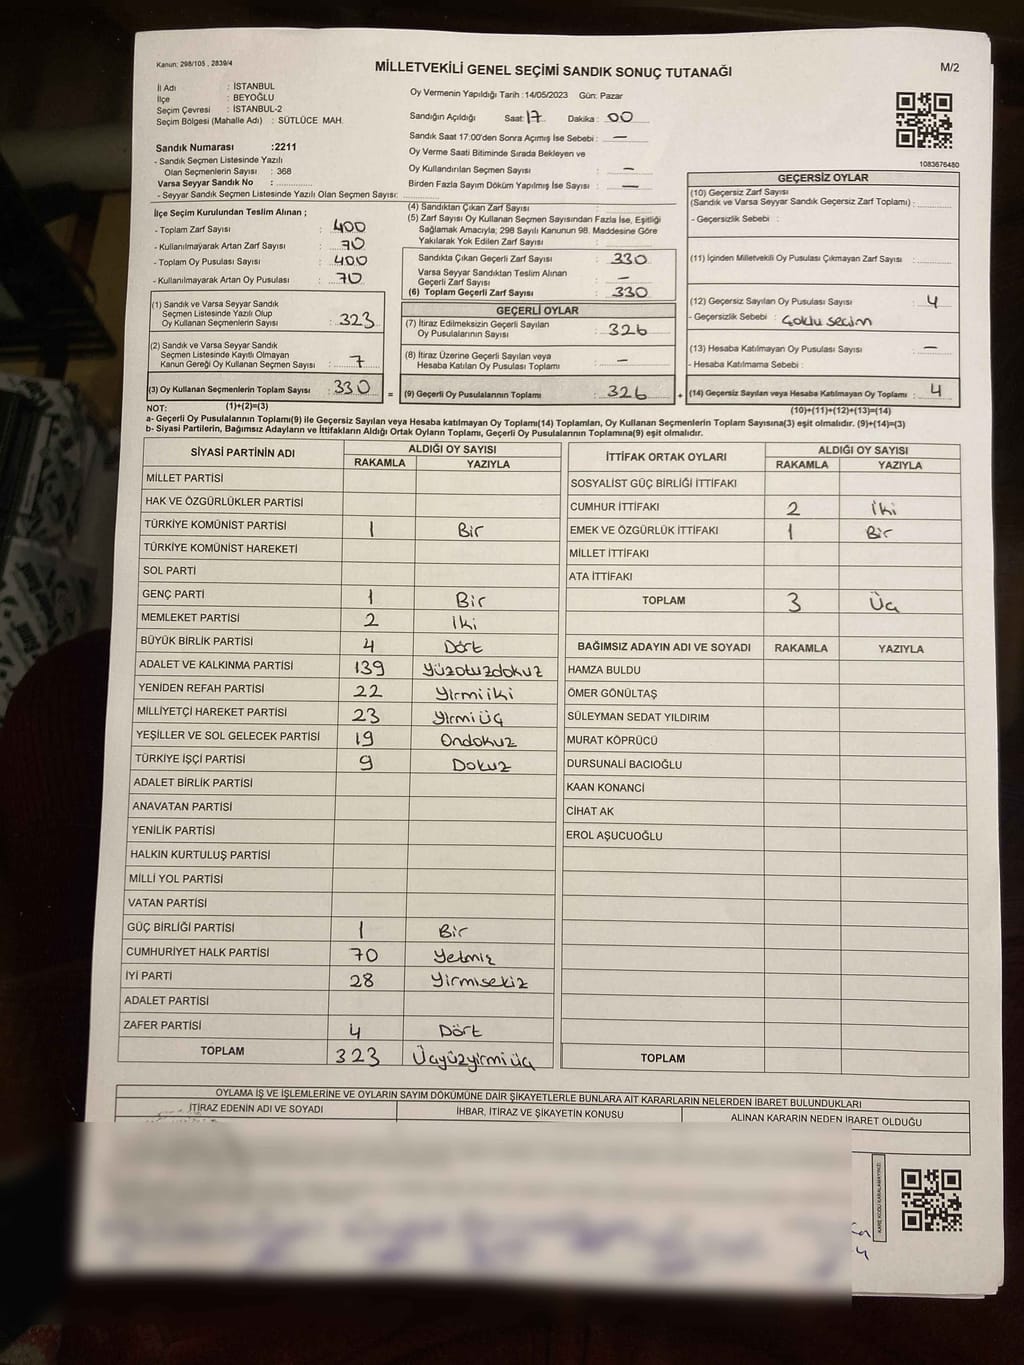 Kanun: 298/105 , 2839/4
MİLLETVEKİLİ GENEL SEÇİMİ SANDIK SONUÇ TUTANAĞI
M/2
İl Adı : İSTANBUL
İlçe : BEYOĞLU
Seçim Çevresi : İSTANBUL-2
Seçim Bölgesi (Mahalle Adı) : SÜTLÜCE MAH.
Oy Vermenin Yapıldığı Tarih :14/05/2023 Gün: Pazar
Sandığın Açıldığı Saat: 17 Dakika: 00
Sandık Saat 17:00'den Sonra Açmış İse Sebebi : —
Oy Verme Saati Bitiminde Sırada Bekleyen ve
Oy Kullandırılan Seçmen Sayısı : —
Birden Fazla Sayım Döküm Yapılmış İse Sayısı : —
1083676480
Sandık Numarası :2211
- Sandık Seçmen Listesinde Yazılı
Olan Seçmenlerin Sayısı : 368
Varsa Seyyar Sandık No :
- Seyyar Sandık Seçmen Listesinde Yazılı Olan Seçmen Sayısı:
İlçe Seçim Kurulundan Teslim Alınan ;
- Toplam Zarf Sayısı : 400
- Kullanılmayarak Artan Zarf Sayısı : 70
- Toplam Oy Pusulası Sayısı : 400
- Kullanılmayarak Artan Oy Pusulası : 70
(1) Sandık ve Varsa Seyyar Sandık
Seçmen Listesinde Yazılı Olup
Oy Kullanan Seçmenlerin Sayısı : 323
(2) Sandık ve Varsa Seyyar Sandık
Seçmen Listesinde Kayıtlı Olmayan
Kanun Gereği Oy Kullanan Seçmen Sayısı : 7
(3) Oy Kullanan Seçmenlerin Toplam Sayısı : 330
(1)+(2)=(3)
(4) Sandıktan Çıkan Zarf Sayısı :
(5) Zarf Sayısı Oy Kullanan Seçmen Sayısından Fazla İse, Eşitliği
Sağlamak Amacıyla; 298 Sayılı Kanunun 98. Maddesine Göre
Yakılarak Yok Edilen Zarf Sayısı :
Sandıkta Çıkan Geçerli Zarf Sayısı : 330
Varsa Seyyar Sandıktan Teslim Alınan
Geçerli Zarf Sayısı : —
(6) Toplam Geçerli Zarf Sayısı : 330
GEÇERLİ OYLAR
(7) İtiraz Edilmeksizin Geçerli Sayılan
Oy Pusulalarının Sayısı : 326
(8) İtiraz Üzerine Geçerli Sayılan veya
Hesaba Katılan Oy Pusulası Toplamı : —
= (9) Geçerli Oy Pusulalarının Toplamı : 326
GEÇERSİZ OYLAR
(10) Geçersiz Zarf Sayısı
(Sandık ve Varsa Seyyar Sandık Geçersiz Zarf Toplamı) :
- Geçersizlik Sebebi :
(11) İçinden Milletvekili Oy Pusulası Çıkmayan Zarf Sayısı :
(12) Geçersiz Sayılan Oy Pusulası Sayısı : 4
- Geçersizlik Sebebi : Çoklu seçim
(13) Hesaba Katılmayan Oy Pusulası Sayısı : —
- Hesaba Katılmama Sebebi :
+ (14) Geçersiz Sayılan veya Hesaba Katılmayan Oy Toplamı : 4
(10)+(11)+(12)+(13)=(14)
NOT:
a- Geçerli Oy Pusulalarının Toplamı(9) ile Geçersiz Sayılan veya Hesaba katılmayan Oy Toplam(14) Toplamları, Oy Kullanan Seçmenlerin Toplam Sayısına(3) eşit olmalıdır. (9)+(14)=(3)
b- Siyasi Partilerin, Bağımsız Adayların ve İttifakların Aldığı Ortak Oyların Toplamı, Geçerli Oy Pusulalarının Toplamına(9) eşit olmalıdır.
SİYASİ PARTİNİN ADI ALDIĞI OY SAYISI
RAKAMLA YAZIYLA
MİLLET PARTİSİ
HAK VE ÖZGÜRLÜKLER PARTİSİ
TÜRKİYE KOMÜNİST PARTİSİ 1 Bir
TÜRKİYE KOMÜNİST HAREKETİ
SOL PARTİ
GENÇ PARTİ 1 Bir
MEMLEKET PARTİSİ 2 İki
BÜYÜK BİRLİK PARTİSİ 4 Dört
ADALET VE KALKINMA PARTİSİ 139 Yüzotuzdokuz
YENİDEN REFAH PARTİSİ 22 Yirmiiki
MİLLİYETÇİ HAREKET PARTİSİ 23 Yirmiüç
YEŞİLLER VE SOL GELECEK PARTİSİ 19 Ondokuz
TÜRKİYE İŞÇİ PARTİSİ 9 Dokuz
ADALET BİRLİK PARTİSİ
ANAVATAN PARTİSİ
YENİLİK PARTİSİ
HALKIN KURTULUŞ PARTİSİ
MİLLİ YOL PARTİSİ
VATAN PARTİSİ
GÜÇ BİRLİĞİ PARTİSİ 1 Bir
CUMHURİYET HALK PARTİSİ 70 Yetmiş
İYİ PARTİ 28 Yirmisekiz
ADALET PARTİSİ
ZAFER PARTİSİ 4 Dört
TOPLAM 323 Üçyüzyirmiüç
İTTİFAK ORTAK OYLARI ALDIĞI OY SAYISI
RAKAMLA YAZIYLA
SOSYALİST GÜÇ BİRLİĞİ İTTİFAKI
CUMHUR İTTİFAKI 2 İki
EMEK VE ÖZGÜRLÜK İTTİFAKI 1 Bir
MİLLET İTTİFAKI
ATA İTTİFAKI
TOPLAM 3 Üç
BAĞIMSIZ ADAYIN ADI VE SOYADI RAKAMLA YAZIYLA
HAMZA BULDU
ÖMER GÖNÜLTAŞ
SÜLEYMAN SEDAT YILDIRIM
MURAT KÖPRÜCÜ
DURSUNALİ BACIOĞLU
KAAN KONANCİ
CİHAT AK
EROL AŞUCUOĞLU
TOPLAM
OYLAMA İŞ VE İŞLEMLERİNE VE OYLARIN SAYIM DÖKÜMÜNE DAİR ŞİKAYETLERLE BUNLARA AİT KARARLARIN NELERDEN İBARET BULUNDUKLARI
İTİRAZ EDENİN ADI VE SOYADI İHBAR, İTİRAZ VE ŞİKAYETİN KONUSU ALINAN KARARIN NEDEN İBARET OLDUĞU